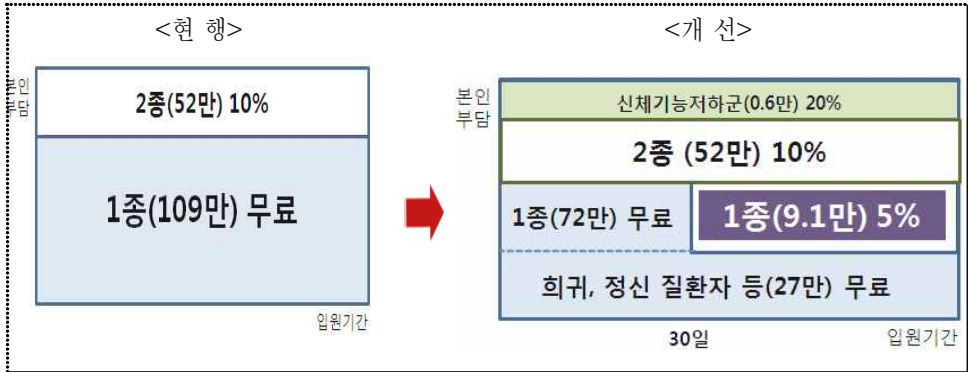 <현 행>
본인
부담
2종(52만) 10%
1종(109만) 무료
입원기간
<개 선>
본인
부담
신체기능저하군(0.6만) 20%
2종 (52만) 10%
1종(72만) 무료
1종(9.1만) 5%
희귀, 정신 질환자 등(27만) 무료
30일
입원기간